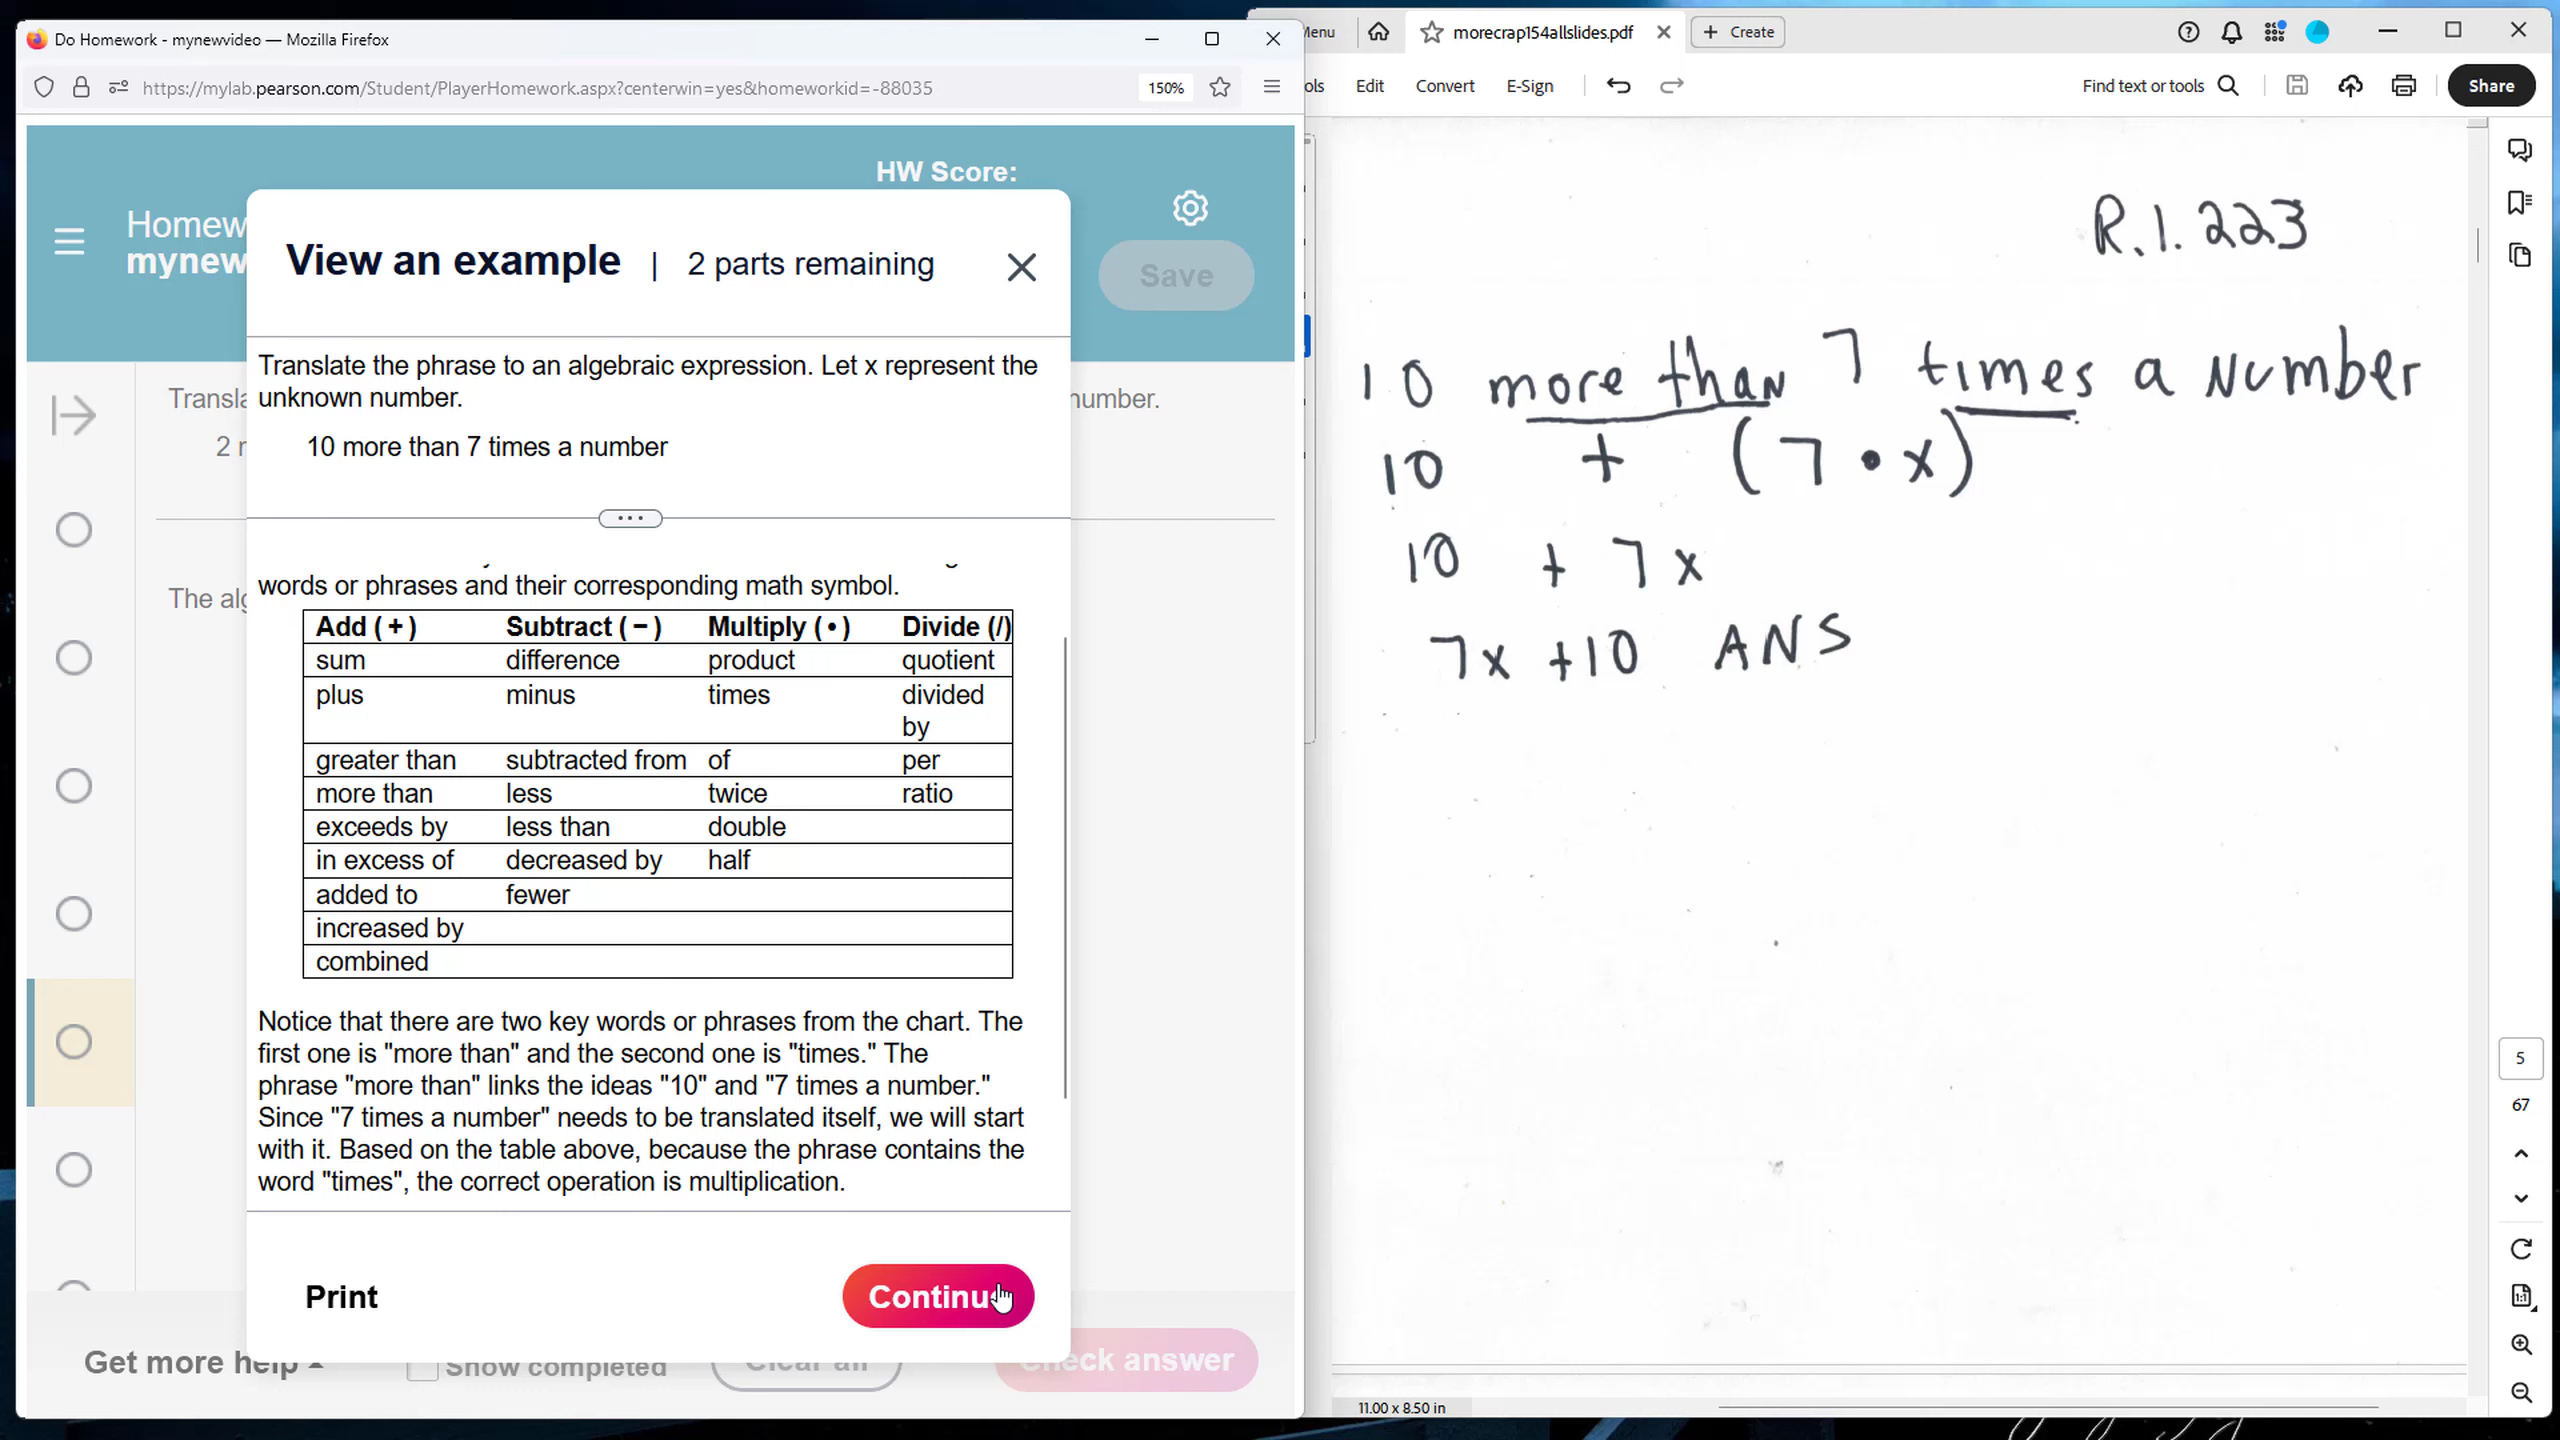 Do Homework - mynewvideo — Mozilla Firefox
https://mylab.pearson.com/Student/PlayerHomework.aspx?centerwin=yes&homeworkid=-88035
150%
HW Score:
Homew
mynew
Save
View an example | 2 parts remaining
Translate the phrase to an algebraic expression. Let x represent the
unknown number.
10 more than 7 times a number
Transla
number.
2 r
The alg
words or phrases and their corresponding math symbol.
Add ( + ) Subtract ( − ) Multiply ( • ) Divide (/)
sum difference product quotient
plus minus times divided
by
greater than subtracted from of per
more than less twice ratio
exceeds by less than double
in excess of decreased by half
added to fewer
increased by
combined
Notice that there are two key words or phrases from the chart. The
first one is "more than" and the second one is "times." The
phrase "more than" links the ideas "10" and "7 times a number."
Since "7 times a number" needs to be translated itself, we will start
with it. Based on the table above, because the phrase contains the
word "times", the correct operation is multiplication.
Print
Continue
Get more help
Show completed
Clear all
Check answer
Menu
morecrap154allslides.pdf
+ Create
ols Edit Convert E-Sign
Find text or tools
Share
R.1.223
10 more than 7 times a number
10 + (7 • x)
10 + 7x
7x +10 ANS
5
67
1:1
11.00 x 8.50 in